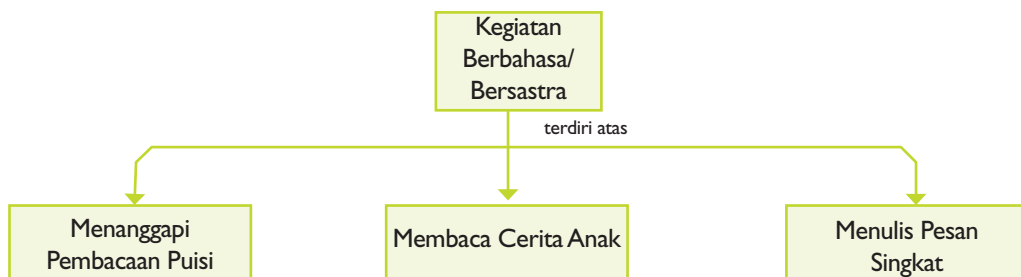 Kegiatan
Berbahasa/
Bersastra
terdiri atas
Menanggapi
Pembacaan Puisi
Membaca Cerita Anak
Menulis Pesan
Singkat